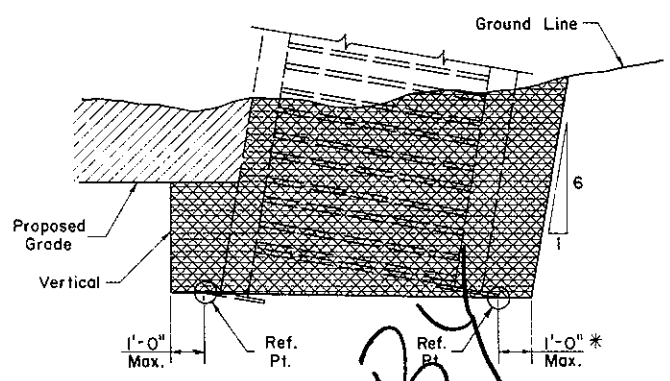 Ground Line
6
1
Proposed
Grade
Vertical
1'-0"
Max.
Ref.
Pt.
Ref.
Pt.
1'-0" *
Max.